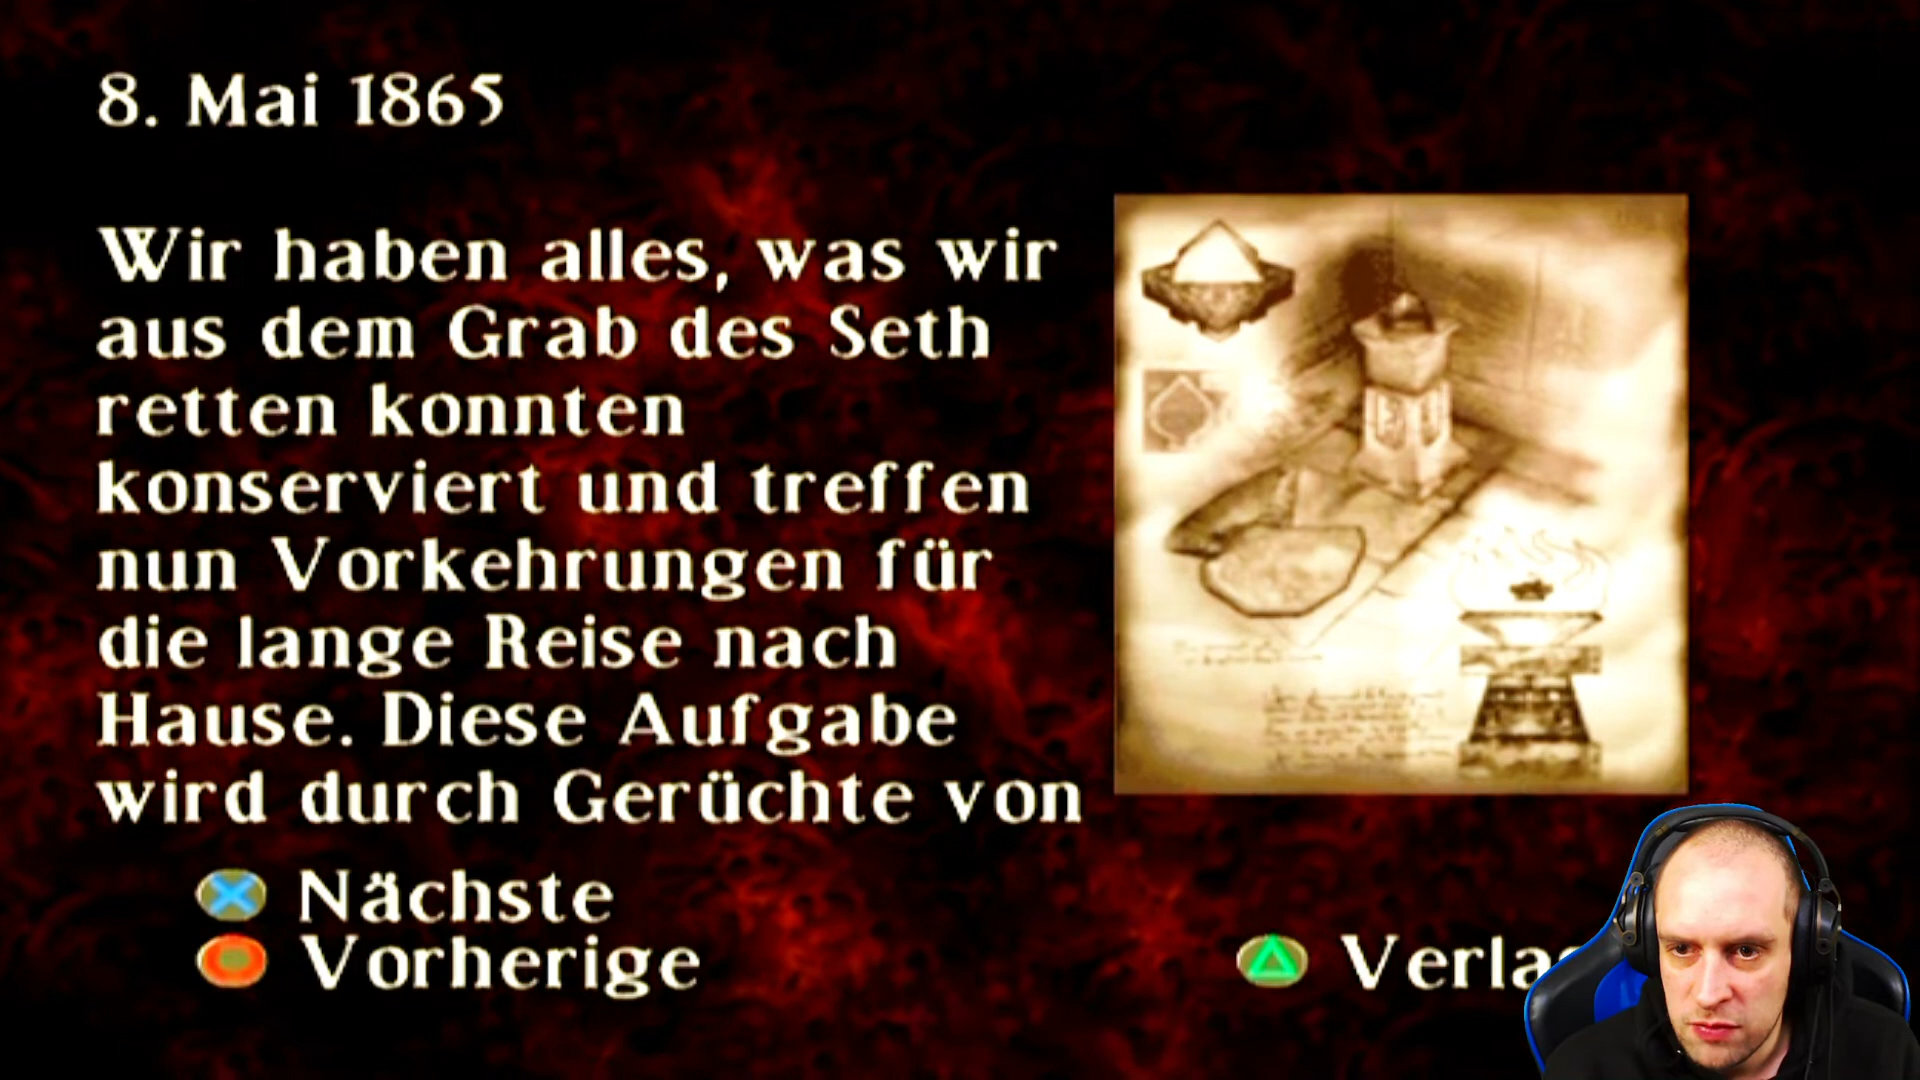 8. Mai 1865
Wir haben alles, was wir
aus dem Grab des Seth
retten konnten
konserviert und treffen
nun Vorkehrungen für
die lange Reise nach
Hause. Diese Aufgabe
wird durch Gerüchte von
Nächste
Vorherige